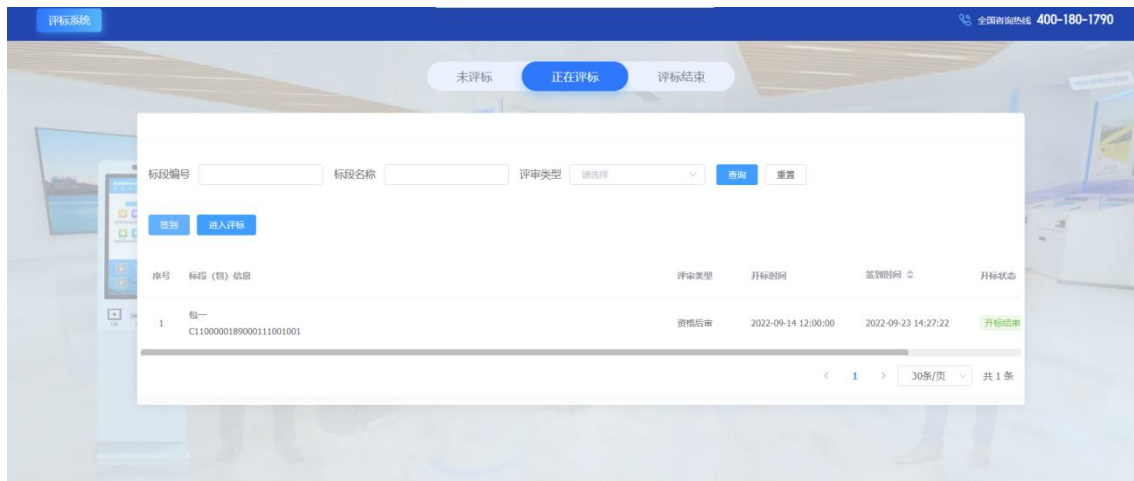 评标系统
全国咨询热线 400-180-1790
未评标 正在评标 评标结束
标段编号 标段名称 评审类型 请选择 查询 重置
签到 进入评标
序号 标段（包）信息 评审类型 开标时间 签到时间 开标状态
包一
1 资格后审 2022-09-14 12:00:00 2022-09-23 14:27:22 开标结束
C1100000189000111001001
1 30条/页 共 1 条